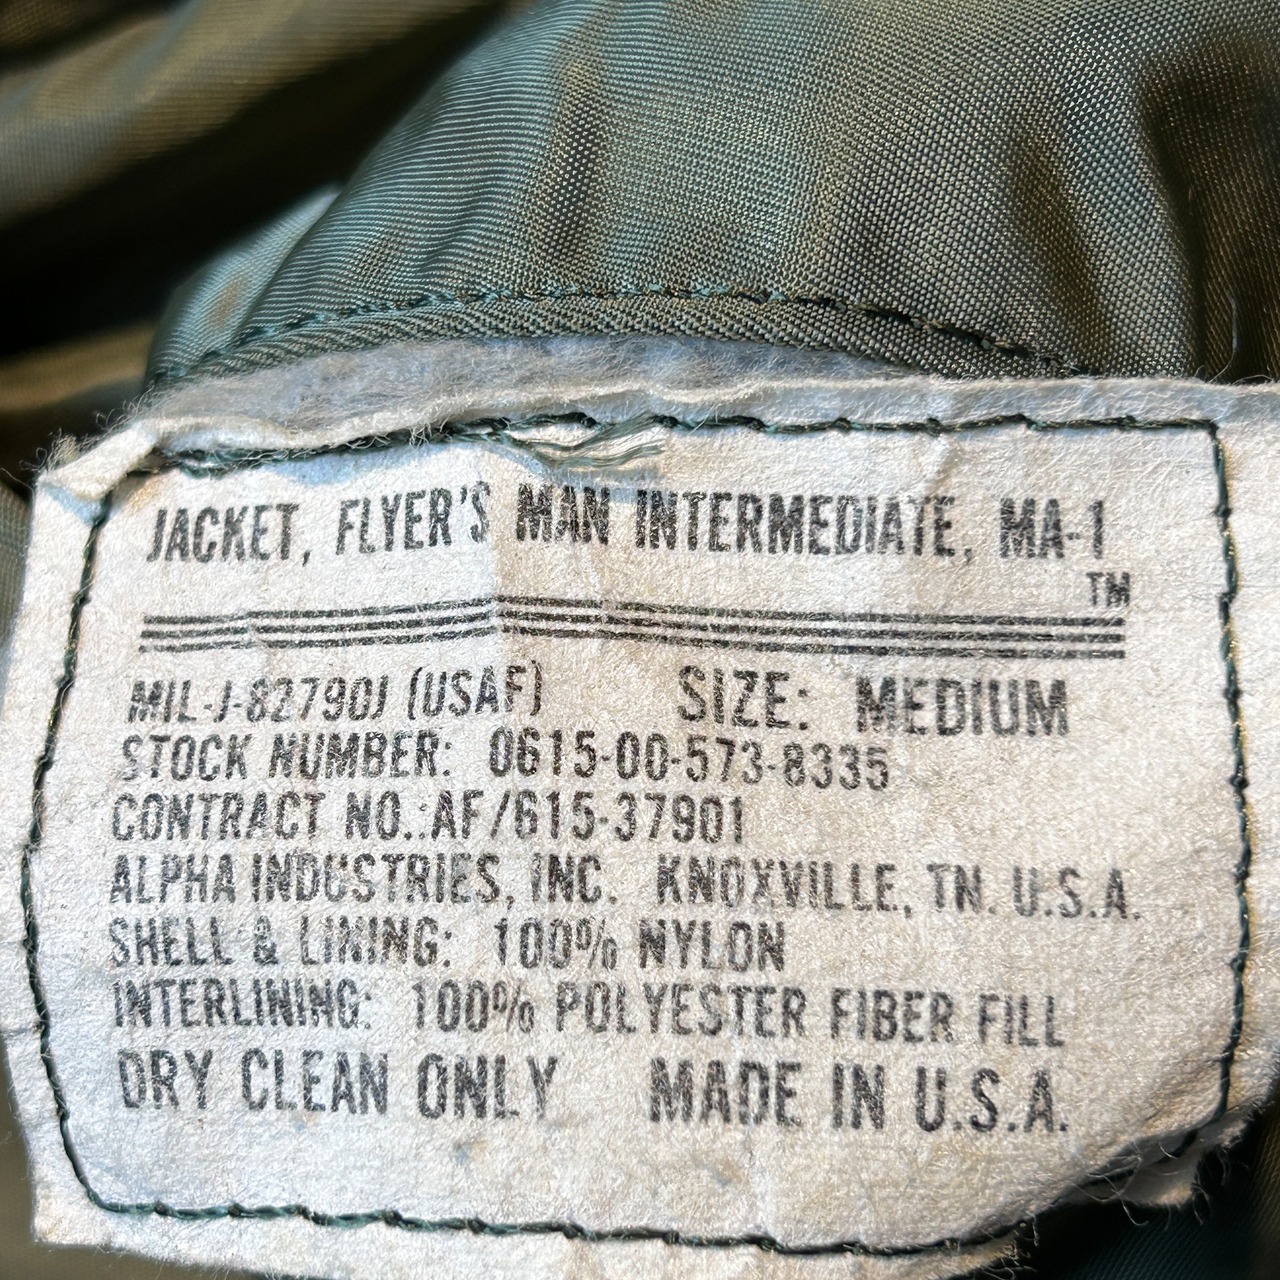 JACKET, FLYER'S MAN INTERMEDIATE, MA-1
TM
MIL-J-82790J (USAF) SIZE: MEDIUM
STOCK NUMBER: 0615-00-573-8335
CONTRACT NO.:AF/615-37901
ALPHA INDUSTRIES, INC. KNOXVILLE, TN. U.S.A.
SHELL & LINING: 100% NYLON
INTERLINING: 100% POLYESTER FIBER FILL
DRY CLEAN ONLY MADE IN U.S.A.